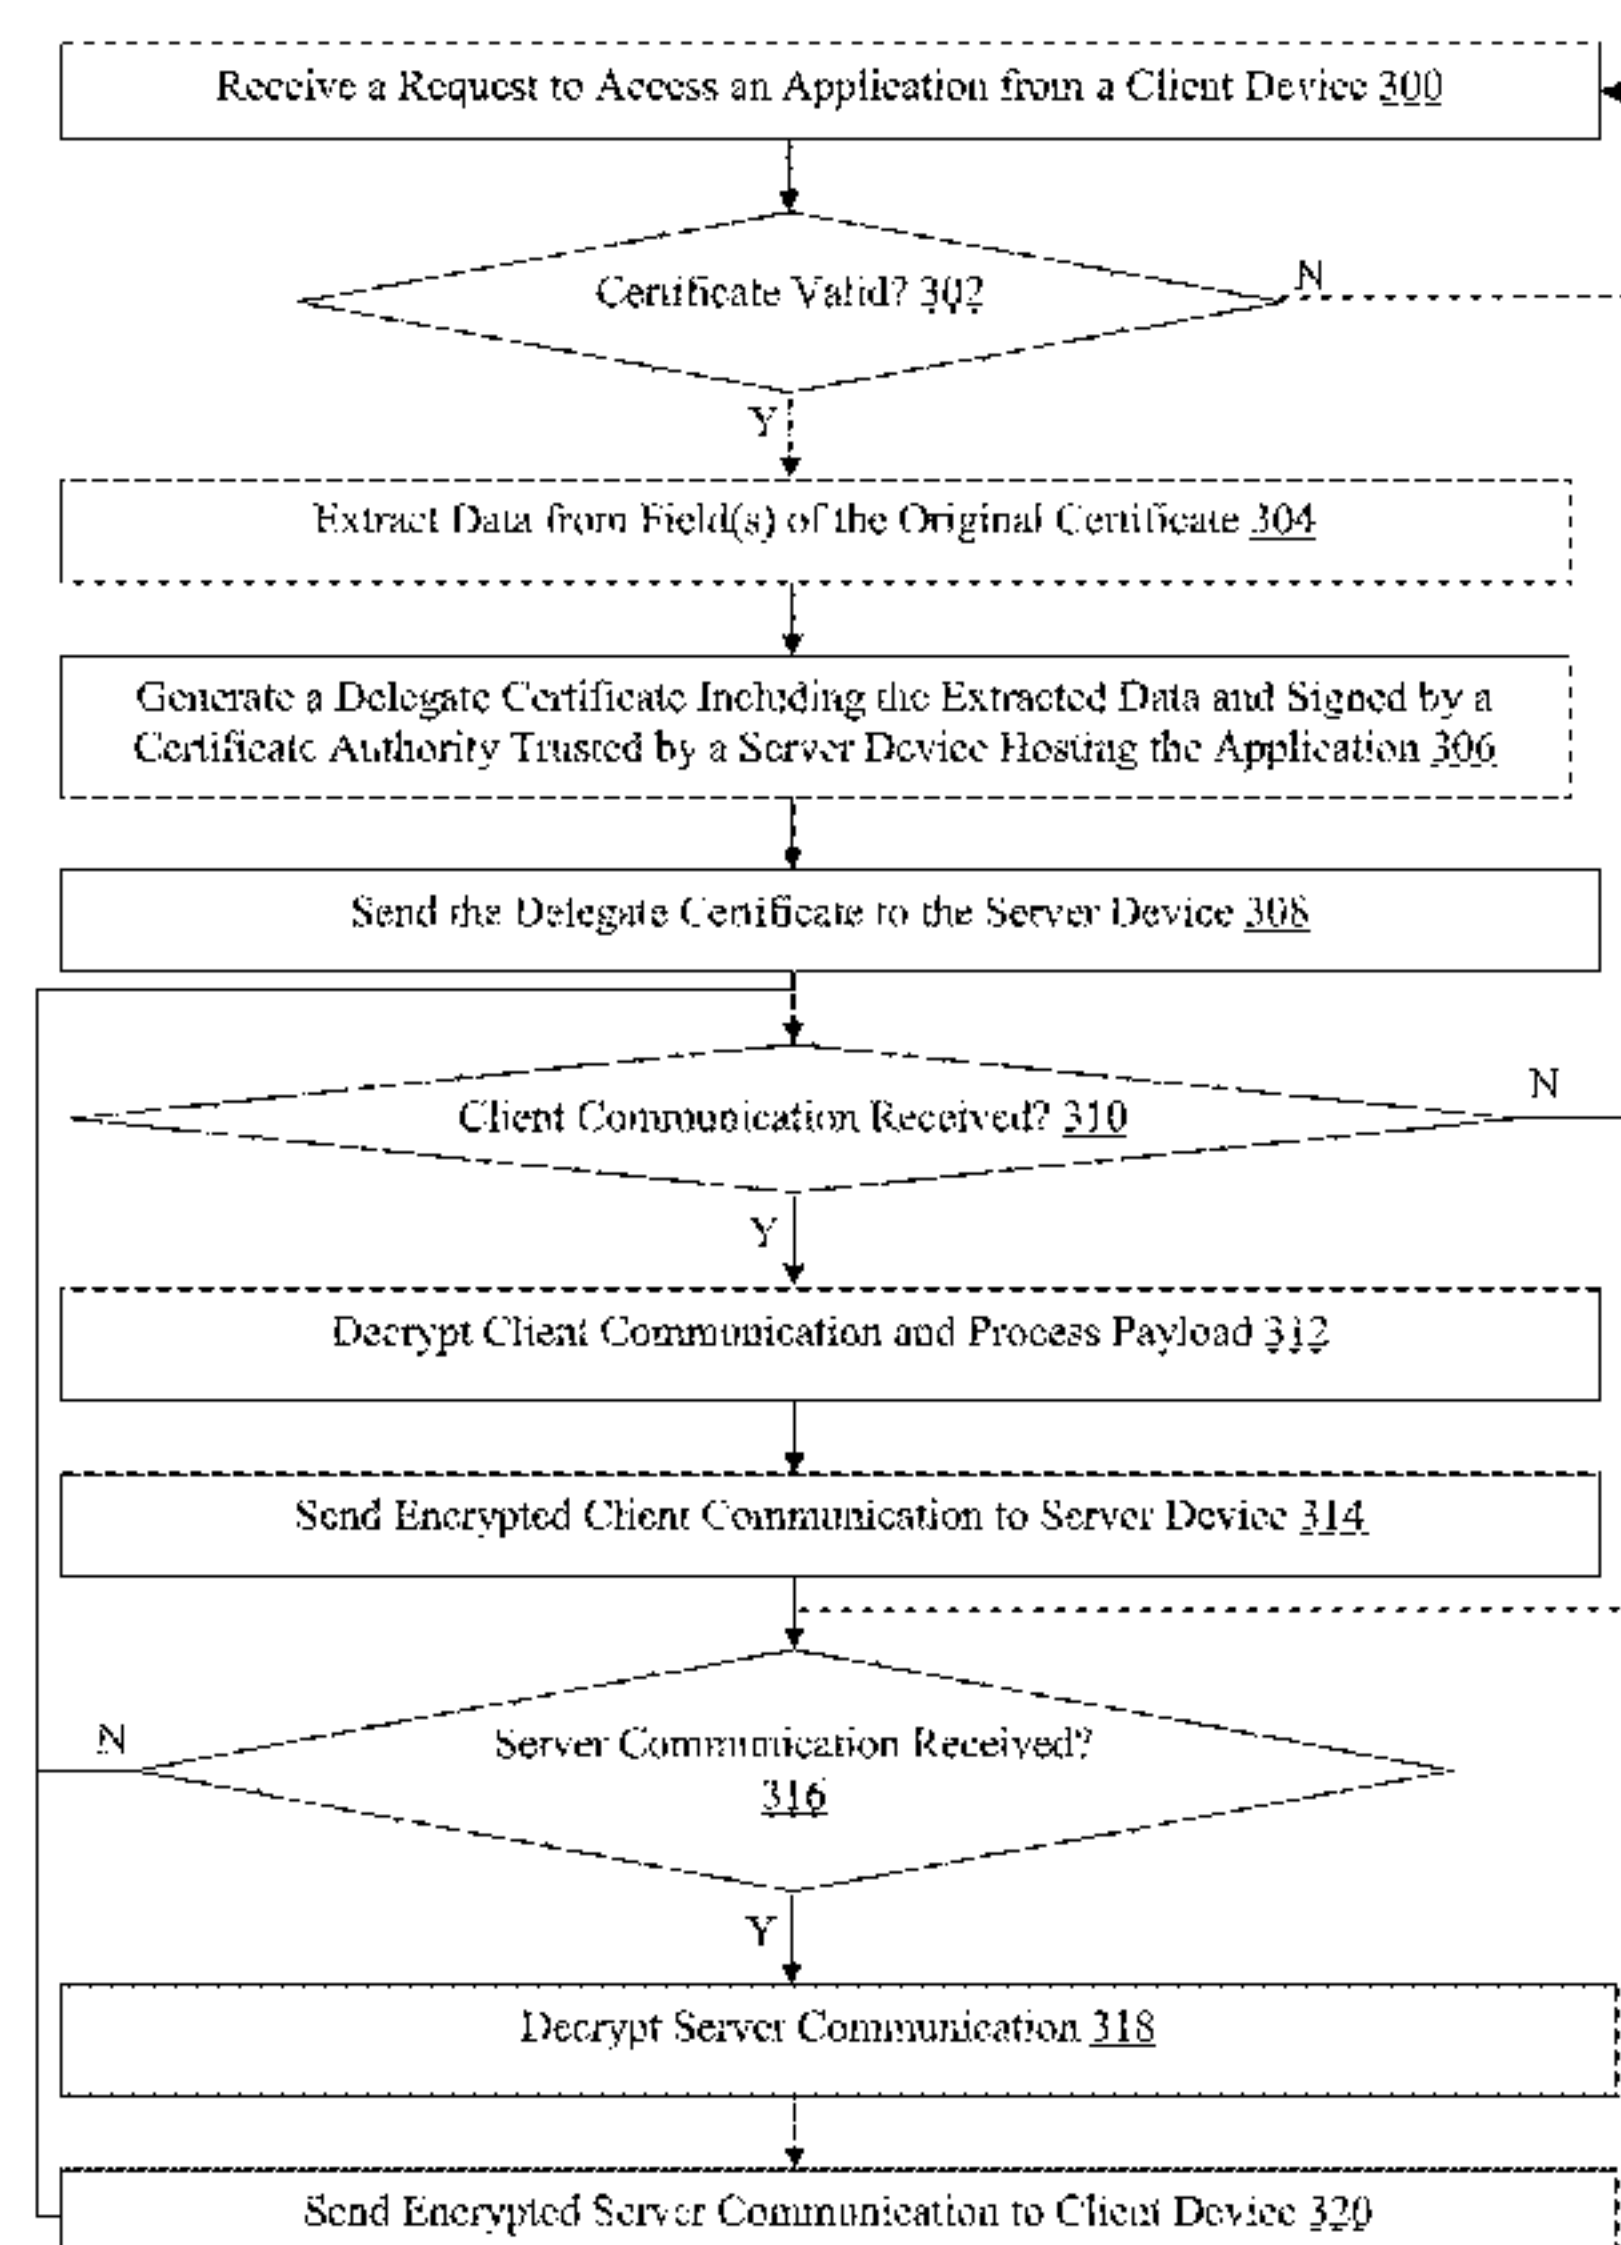 Receive a Request to Access an Application from a Client Device 300
Certificate Valid? 302
N
Y
Extract Data from Field(s) of the Original Certificate 304
Generate a Delegate Certificate Including the Extracted Data and Signed by a
Certificate Authority Trusted by a Server Device Hosting the Application 306
Send the Delegate Certificate to the Server Device 308
Client Communication Received? 310
N
Y
Decrypt Client Communication and Process Payload 312
Send Encrypted Client Communication to Server Device 314
N
Server Communication Received?
316
Y
Decrypt Server Communication 318
Send Encrypted Server Communication to Client Device 320